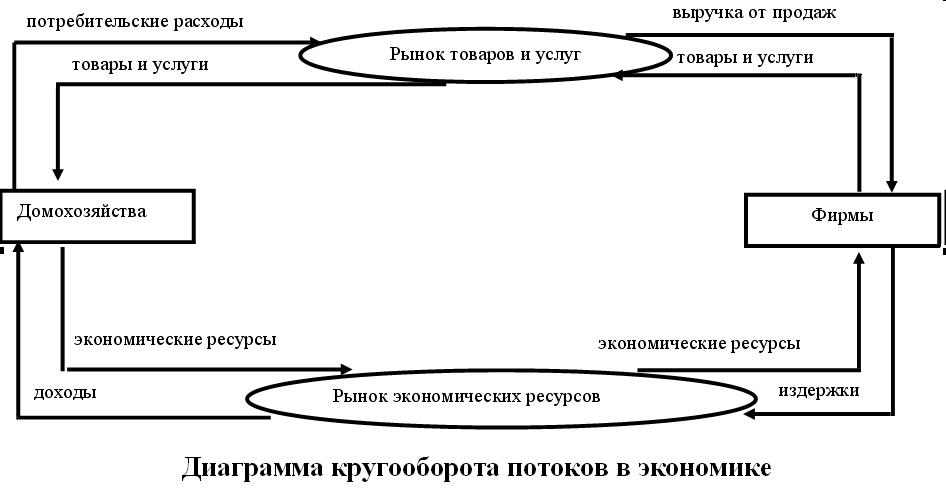 потребительские расходы
выручка от продаж
Рынок товаров и услуг
товары и услуги
товары и услуги
Домохозяйства
Фирмы
экономические ресурсы
экономические ресурсы
доходы
Рынок экономических ресурсов
издержки
Диаграмма кругооборота потоков в экономике